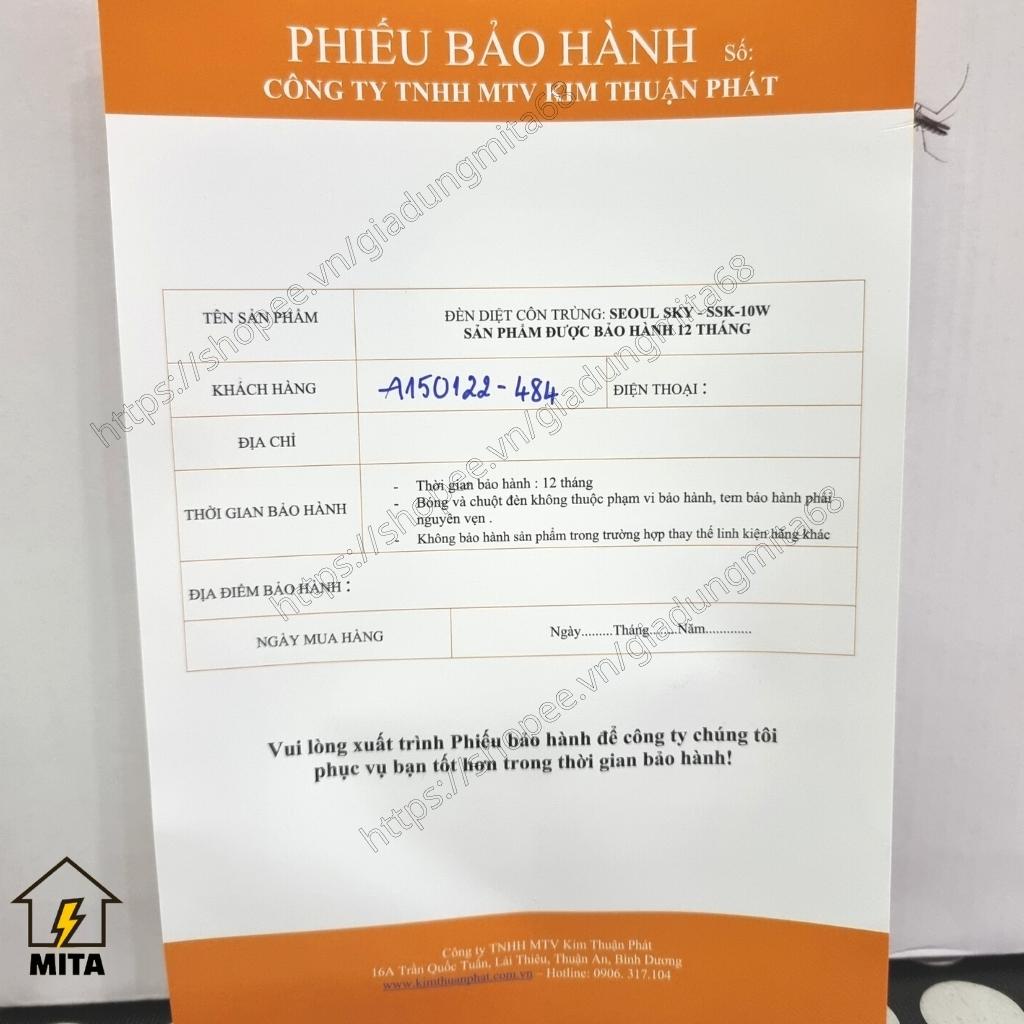 PHIẾU BẢO HÀNH Số:
CÔNG TY TNHH MTV KIM THUẬN PHÁT
TÊN SẢN PHẨM
ĐÈN DIỆT CÔN TRÙNG: SEOUL SKY - SSK-10W
SẢN PHẨM ĐƯỢC BẢO HÀNH 12 THÁNG
KHÁCH HÀNG
A150122-484
ĐIỆN THOẠI :
ĐỊA CHỈ
THỜI GIAN BẢO HÀNH
- Thời gian bảo hành : 12 tháng
- Bóng và chuột đèn không thuộc phạm vi bảo hành, tem bảo hành phải
nguyên vẹn .
- Không bảo hành sản phẩm trong trường hợp thay thế linh kiện hãng khác
ĐỊA ĐIỂM BẢO HÀNH :
NGÀY MUA HÀNG
Ngày.........Tháng........Năm.............
Vui lòng xuất trình Phiếu bảo hành để công ty chúng tôi
phục vụ bạn tốt hơn trong thời gian bảo hành!
Công ty TNHH MTV Kim Thuận Phát
16A Trần Quốc Tuấn, Lái Thiêu, Thuận An, Bình Dương
www.kimthuanphat.com.vn – Hotline: 0906. 317.104
MITA
https://shopee.vn/giadungmita68
https://shopee.vn/giadungmita68
https://shopee.vn/giadungmita68